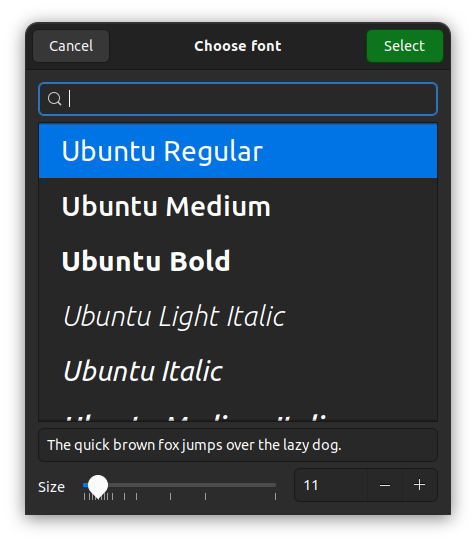 Cancel Choose font Select
Ubuntu Regular
Ubuntu Medium
Ubuntu Bold
Ubuntu Light Italic
Ubuntu Italic
The quick brown fox jumps over the lazy dog.
Size 11 − +